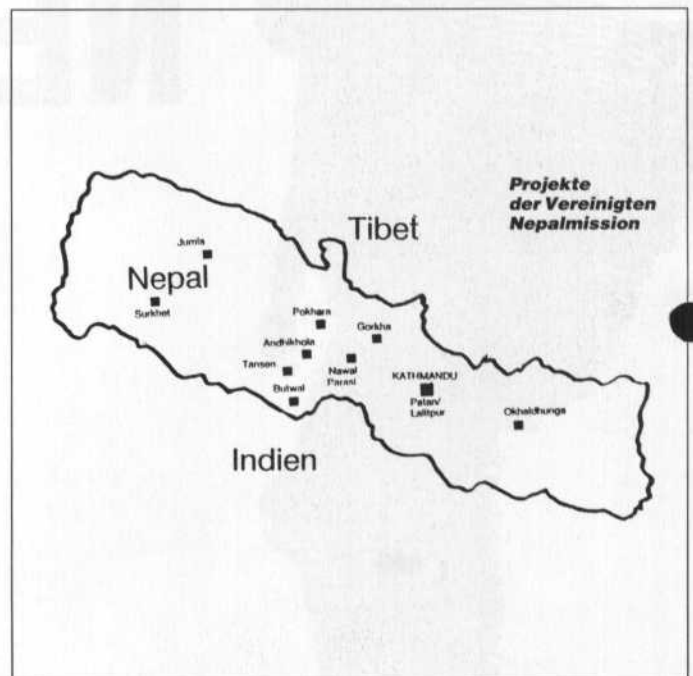 Projekte
der Vereinigten
Nepalmission
Tibet
Jumla
Nepal
Surkhet
Pokhara
Gorkha
Andhikhola
Tansen
Nawal
Parasi
Butwal
KATHMANDU
Patan/
Lalitpur
Okhaldhunga
Indien